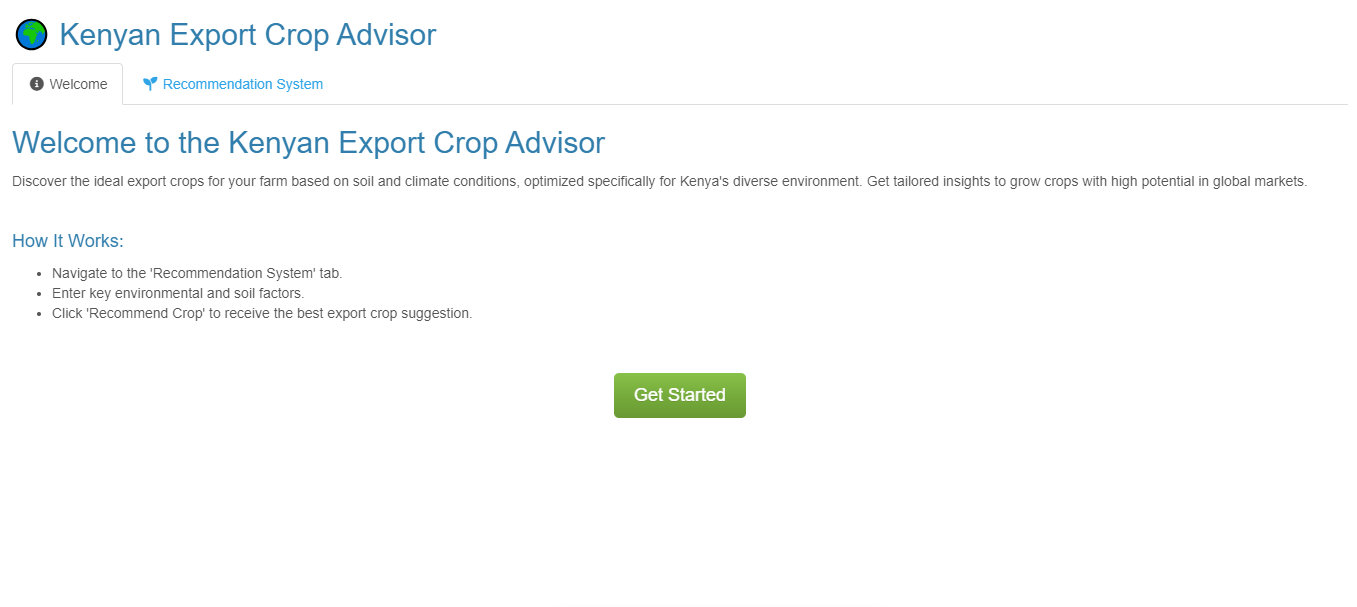 Kenyan Export Crop Advisor
Welcome
Recommendation System
Welcome to the Kenyan Export Crop Advisor
Discover the ideal export crops for your farm based on soil and climate conditions, optimized specifically for Kenya's diverse environment. Get tailored insights to grow crops with high potential in global markets.
How It Works:
Navigate to the 'Recommendation System' tab.
Enter key environmental and soil factors.
Click 'Recommend Crop' to receive the best export crop suggestion.
Get Started